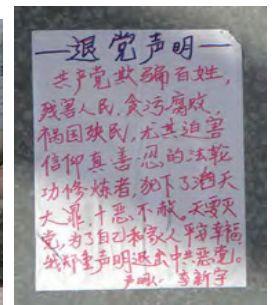 —退党声明—
共产党欺骗百姓，
残害人民，贪污腐败，
祸国殃民，尤其迫害
信仰真善忍的法轮
功修炼者，犯下了滔天
大罪，十恶不赦，天要灭
党，为了自己和家人平安幸福，
我郑重声明退出中共恶党。
声明人：李新宇